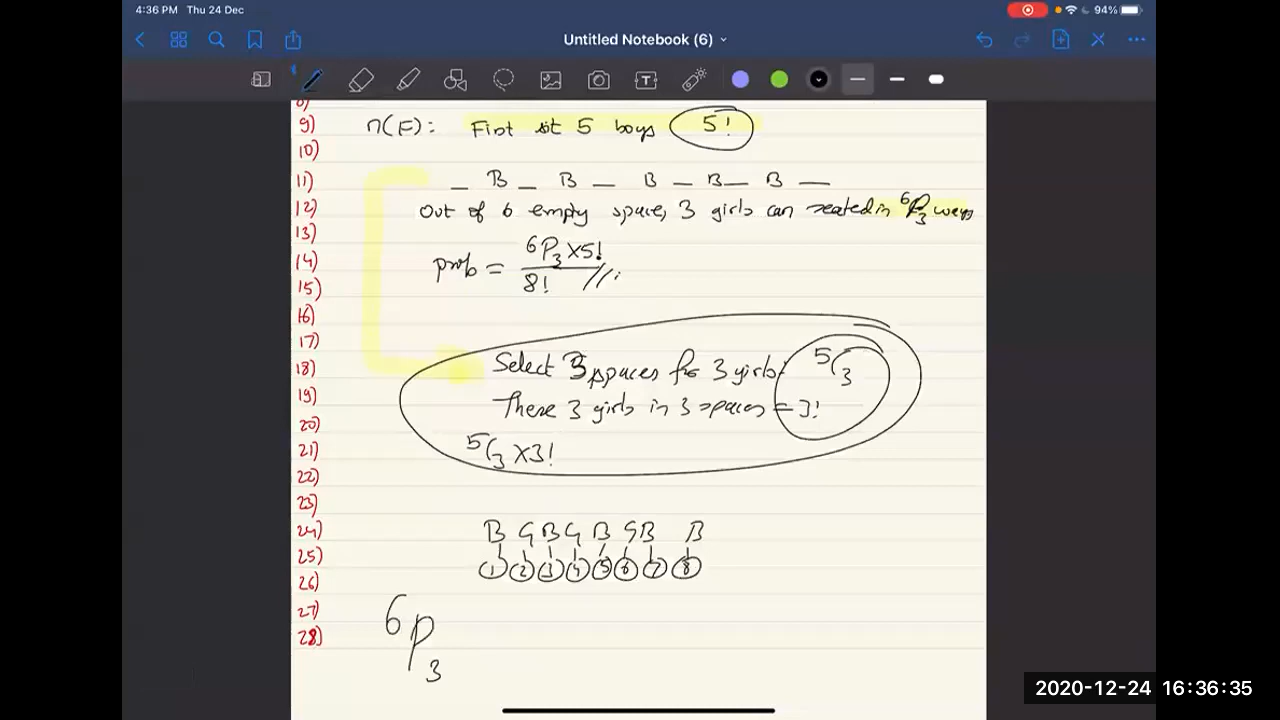 4:36 PM Thu 24 Dec
94%
Untitled Notebook (6)
8)
9) n(E): First sit 5 boys 5!
10)
11) _ B _ B _ B _ B _ B _
12) Out of 6 empty space, 3 girls can seated in ⁶P₃ ways
13)
14) prob = ⁶P₃ × 5! / 8! //.
15)
16)
17)
18) Select 3 spaces for 3 girls: ⁵C₃
19) These 3 girls in 3 spaces = 3!
20)
21) ⁵C₃ × 3!
22)
23)
24) B G B G B G B B
25) 1 2 3 4 5 6 7 8
26)
27) ⁶P₃
28)
2020-12-24 16:36:35